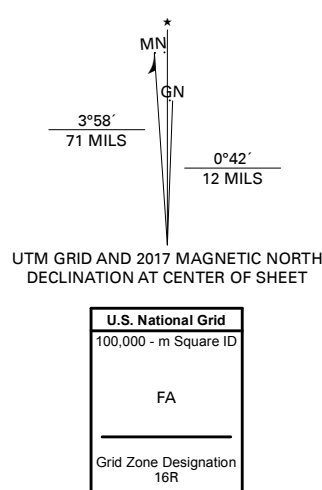 MN
GN
3°58´
71 MILS
0°42´
12 MILS
UTM GRID AND 2017 MAGNETIC NORTH
DECLINATION AT CENTER OF SHEET
U.S. National Grid
100,000 - m Square ID
FA
Grid Zone Designation
16R